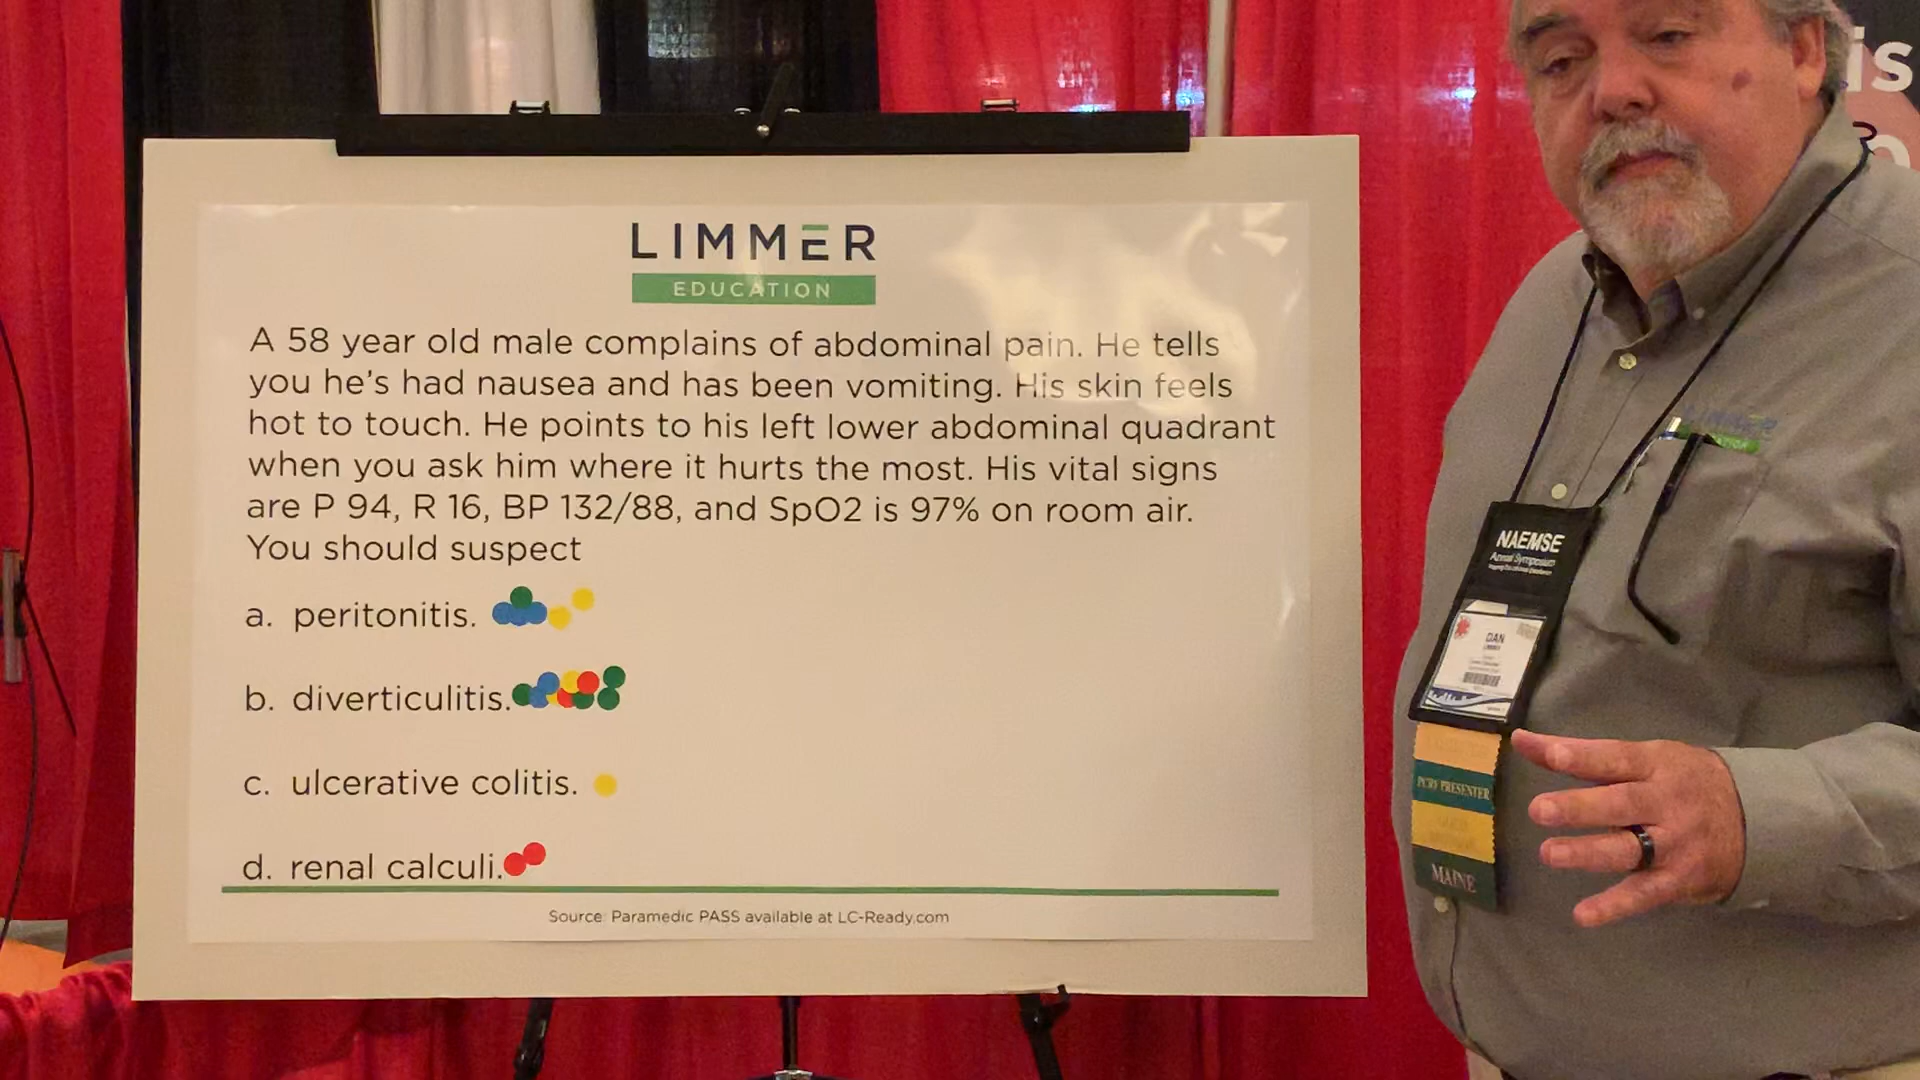 LIMMER
EDUCATION
A 58 year old male complains of abdominal pain. He tells
you he's had nausea and has been vomiting. His skin feels
hot to touch. He points to his left lower abdominal quadrant
when you ask him where it hurts the most. His vital signs
are P 94, R 16, BP 132/88, and SpO2 is 97% on room air.
You should suspect
a. peritonitis.
b. diverticulitis.
c. ulcerative colitis.
d. renal calculi.
Source: Paramedic PASS available at LC-Ready.com
is
LIMMER
NAEMSE
Annual Symposium
DAN
PRESENTER
MAINE